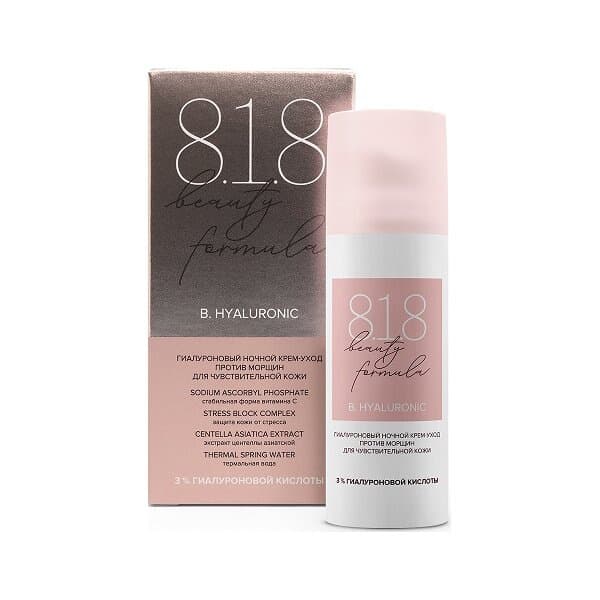 8.1.8
beauty
formula
B. HYALURONIC
ГИАЛУРОНОВЫЙ НОЧНОЙ КРЕМ-УХОД
ПРОТИВ МОРЩИН
ДЛЯ ЧУВСТВИТЕЛЬНОЙ КОЖИ
SODIUM ASCORBYL PHOSPHATE
стабильная форма витамина С
STRESS BLOCK COMPLEX
защита кожи от стресса
CENTELLA ASIATICA EXTRACT
экстракт центеллы азиатской
THERMAL SPRING WATER
термальная вода
3 % ГИАЛУРОНОВОЙ КИСЛОТЫ
8.1.8
beauty
formula
B. HYALURONIC
ГИАЛУРОНОВЫЙ НОЧНОЙ КРЕМ-УХОД
ПРОТИВ МОРЩИН
ДЛЯ ЧУВСТВИТЕЛЬНОЙ КОЖИ
3 % ГИАЛУРОНОВОЙ КИСЛОТЫ